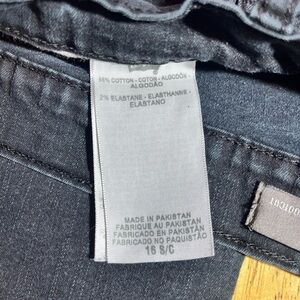 98% COTTON - COTON - ALGODÓN
ALGODÃO
2% ELASTANE - ELASTHANNE -
ELASTANO
MADE IN PAKISTAN
FABRIQUE AU PAKISTAN
FABRICADO EN PAKISTAN
FABRICADO NO PAQUISTÃO
16 S/C